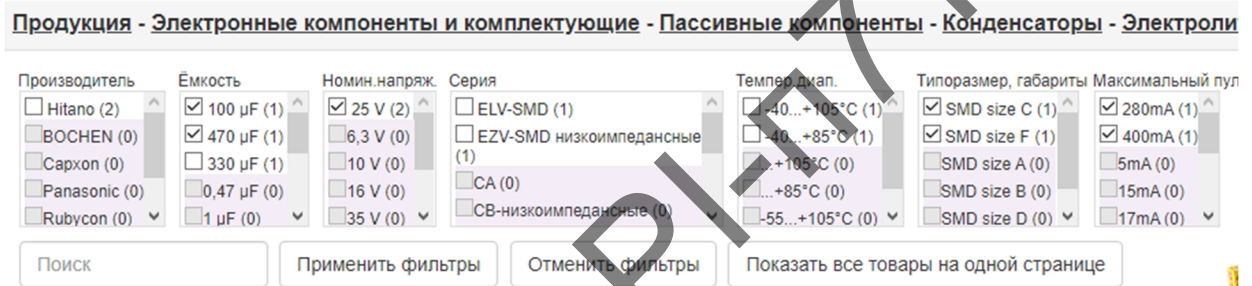 Продукция - Электронные компоненты и комплектующие - Пассивные компоненты - Конденсаторы - Электроли
Производитель
Hitano (2)
BOCHEN (0)
Capxon (0)
Panasonic (0)
Rubycon (0)
Ёмкость
100 µF (1)
470 µF (1)
330 µF (1)
0,47 µF (0)
1 µF (0)
Номин.напряж.
25 V (2)
6,3 V (0)
10 V (0)
16 V (0)
35 V (0)
Серия
ELV-SMD (1)
EZV-SMD низкоимпедансные
(1)
CA (0)
CB-низкоимпедансные (0)
Темпер.диап.
-40...+105°C (1)
-40...+85°C (1)
...+105°C (0)
...+85°C (0)
-55...+105°C (0)
Типоразмер, габариты
SMD size C (1)
SMD size F (1)
SMD size A (0)
SMD size B (0)
SMD size D (0)
Максимальный пул
280mA (1)
400mA (1)
5mA (0)
15mA (0)
17mA (0)
Поиск
Применить фильтры
Отменить фильтры
Показать все товары на одной странице